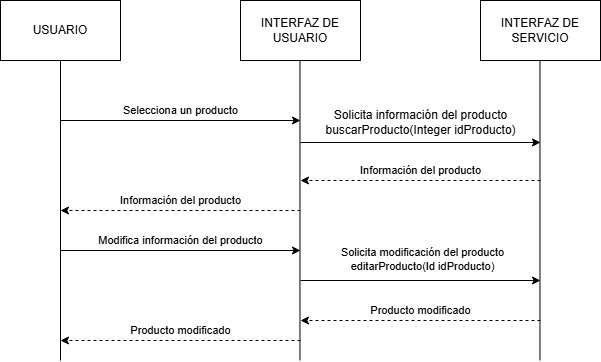 USUARIO
INTERFAZ DE
USUARIO
INTERFAZ DE
SERVICIO
Selecciona un producto
Solicita información del producto
buscarProducto(Integer idProducto)
Información del producto
Información del producto
Modifica información del producto
Solicita modificación del producto
editarProducto(Id idProducto)
Producto modificado
Producto modificado